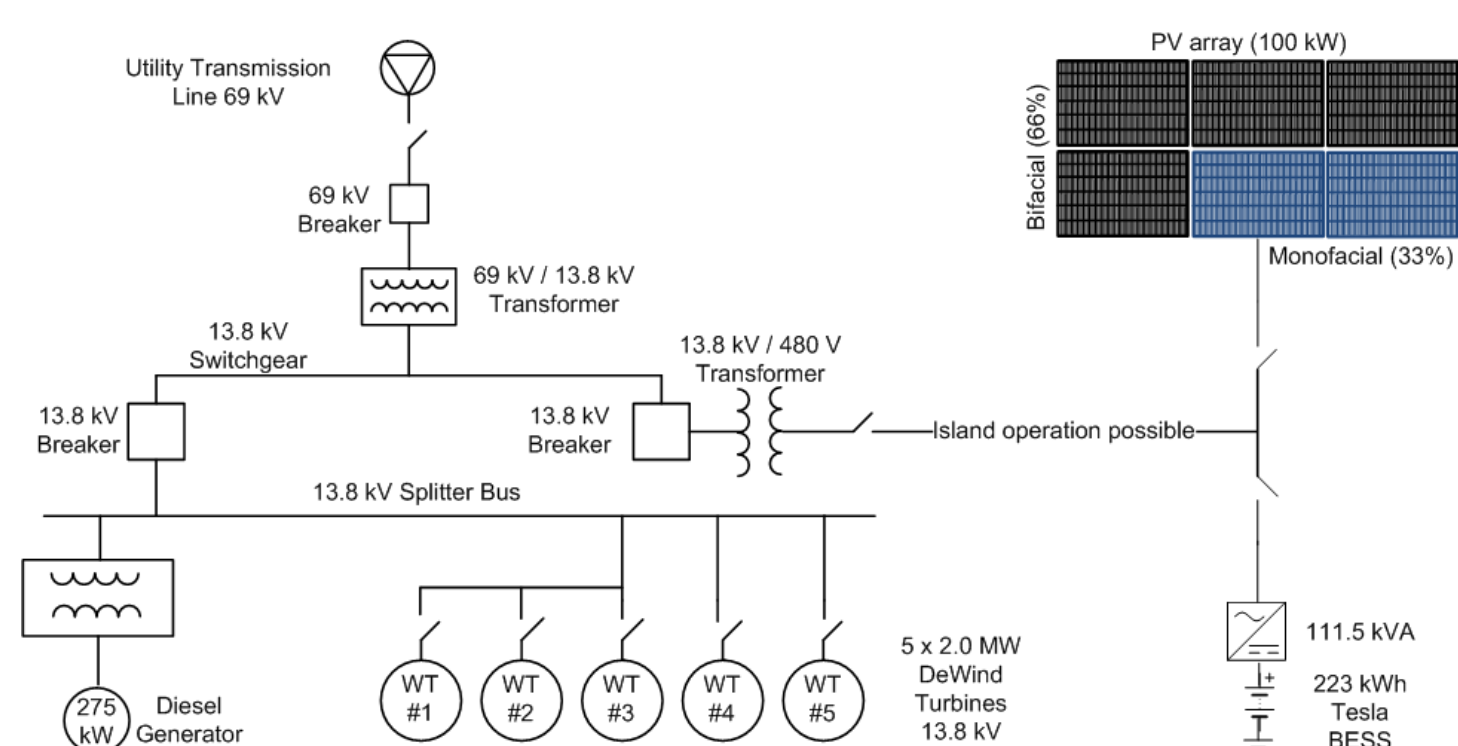 PV array (100 kW)
Utility Transmission
Line 69 kV
Bifacial (66%)
69 kV
Breaker
Monofacial (33%)
69 kV / 13.8 kV
Transformer
13.8 kV
Switchgear
13.8 kV / 480 V
Transformer
13.8 kV
Breaker
13.8 kV
Breaker
Island operation possible
13.8 kV Splitter Bus
111.5 kVA
5 x 2.0 MW
DeWind
Turbines
13.8 kV
WT
#1
WT
#2
WT
#3
WT
#4
WT
#5
+
223 kWh
Tesla
BESS
275
kW
Diesel
Generator